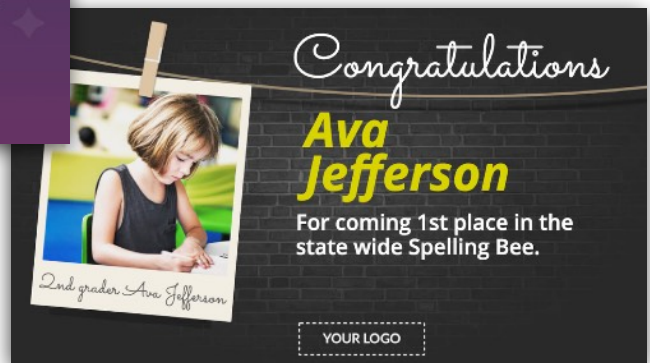 Congratulations
Ava
Jefferson
For coming 1st place in the
state wide Spelling Bee.
2nd grader Ava Jefferson
YOUR LOGO